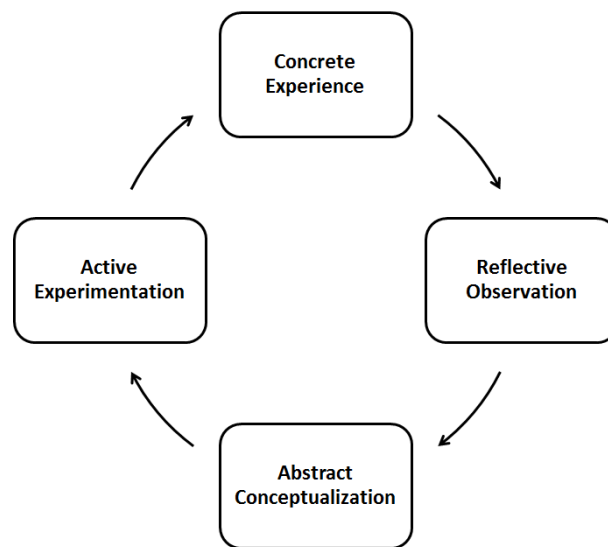 Concrete
Experience
Reflective
Observation
Abstract
Conceptualization
Active
Experimentation